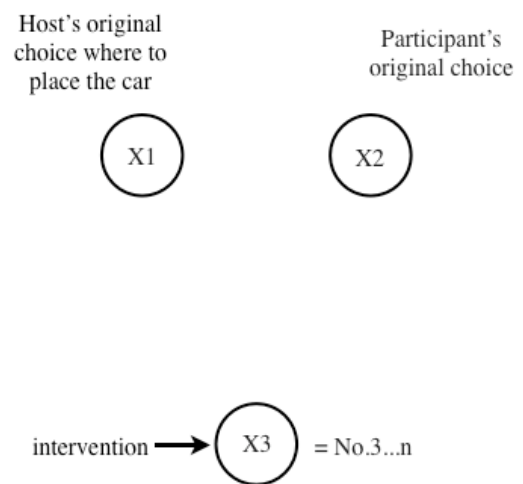 Host's original
choice where to
place the car
Participant's
original choice
X1
X2
intervention
X3
= No.3...n